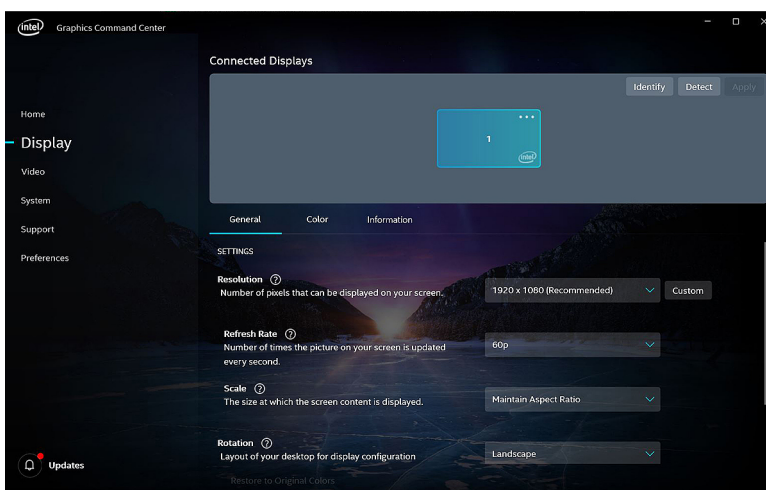 intel Graphics Command Center
Connected Displays
Identify Detect Apply
1
intel
Home
Display
Video
System
Support
Preferences
General Color Information
SETTINGS
Resolution ?
Number of pixels that can be displayed on your screen.
1920 x 1080 (Recommended)
Custom
Refresh Rate ?
Number of times the picture on your screen is updated
every second.
60p
Scale ?
The size at which the screen content is displayed.
Maintain Aspect Ratio
Rotation ?
Layout of your desktop for display configuration
Landscape
Restore to Original Colors
Updates